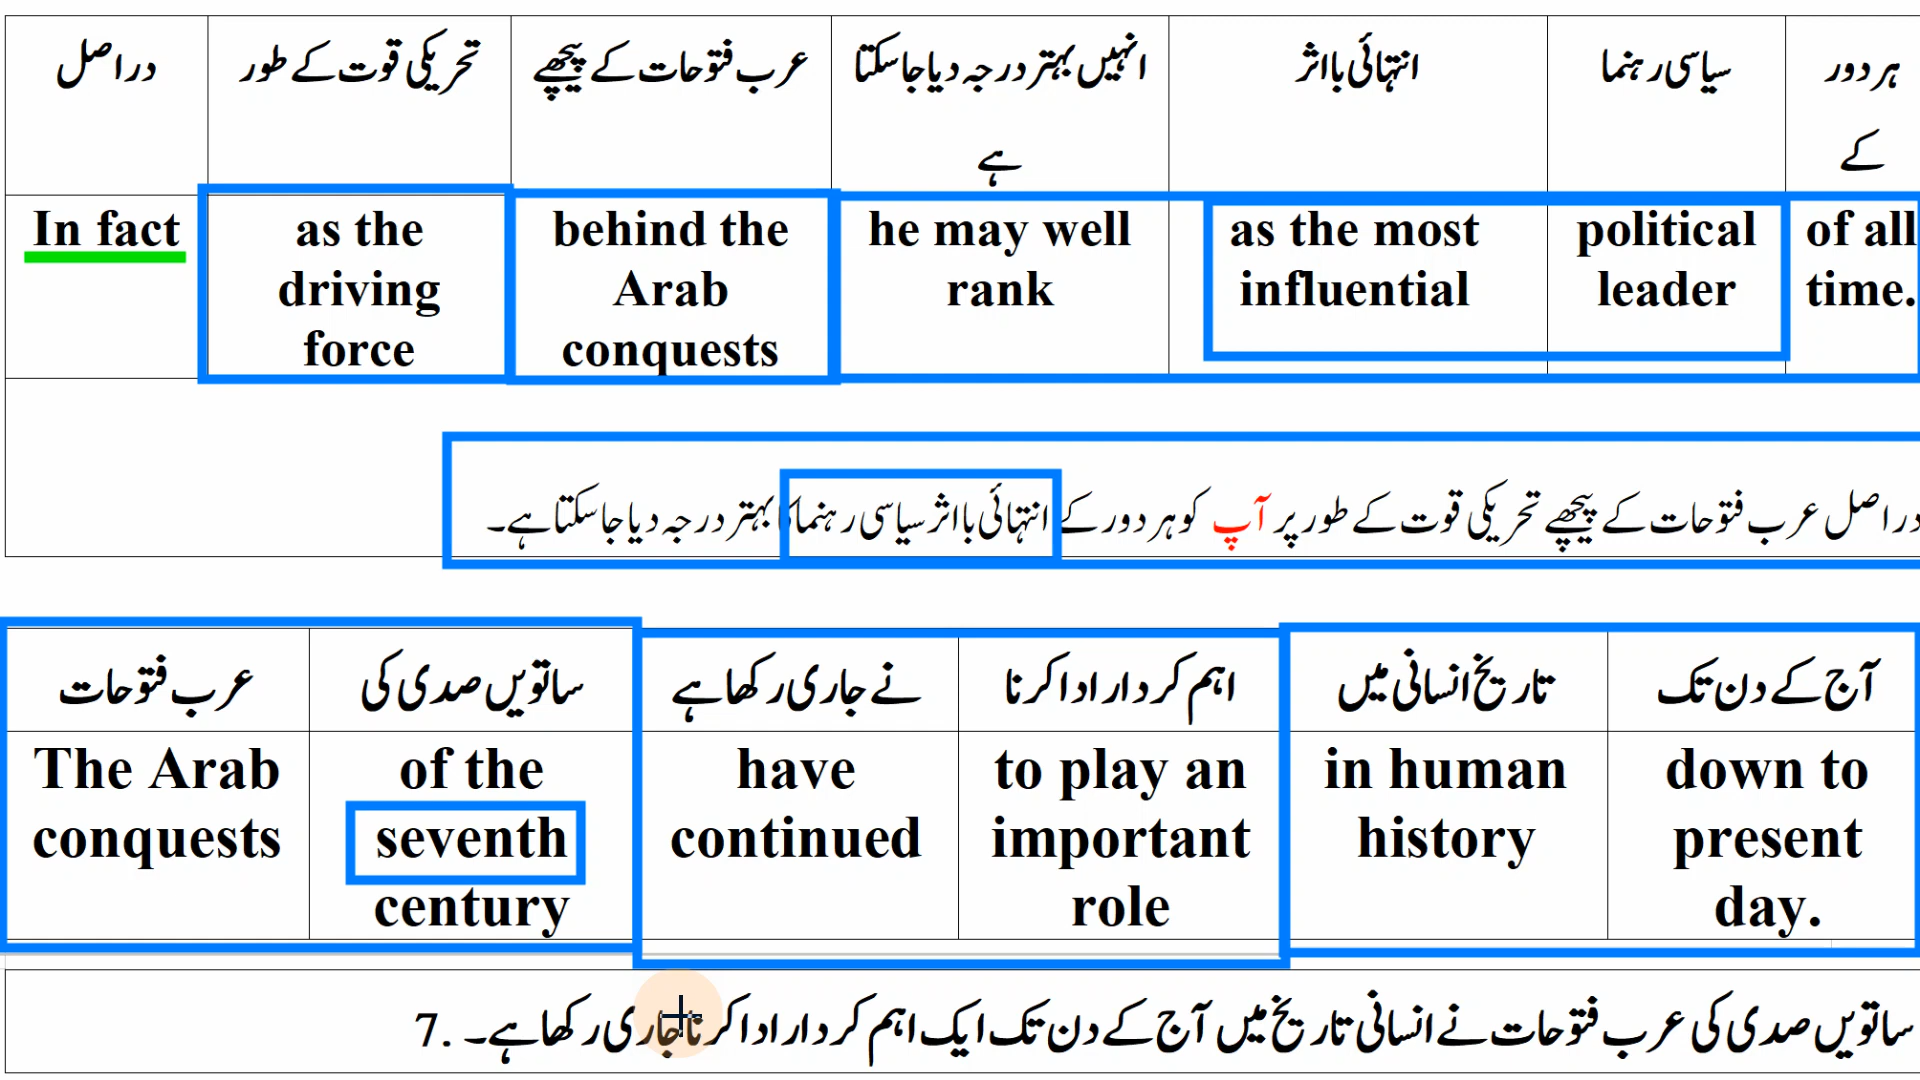 دراصل
تحریکی قوت کے طور
عرب فتوحات کے پیچھے
انہیں بہتر درجہ دیا جا سکتا
ہے
انتہائی بااثر
سیاسی رہنما
ہر دور
کے
In fact
as the
driving
force
behind the
Arab
conquests
he may well
rank
as the most
influential
political
leader
of all
time.
دراصل عرب فتوحات کے پیچھے تحریکی قوت کے طور پر آپ کو ہر دور کے انتہائی بااثر سیاسی رہنما کا بہتر درجہ دیا جا سکتا ہے۔
عرب فتوحات
ساتویں صدی کی
نے جاری رکھا ہے
اہم کردار ادا کرنا
تاریخ انسانی میں
آج کے دن تک
The Arab
conquests
of the
seventh
century
have
continued
to play an
important
role
in human
history
down to
present
day.
ساتویں صدی کی عرب فتوحات نے انسانی تاریخ میں آج کے دن تک ایک اہم کردار ادا کرنا جاری رکھا ہے۔ .7